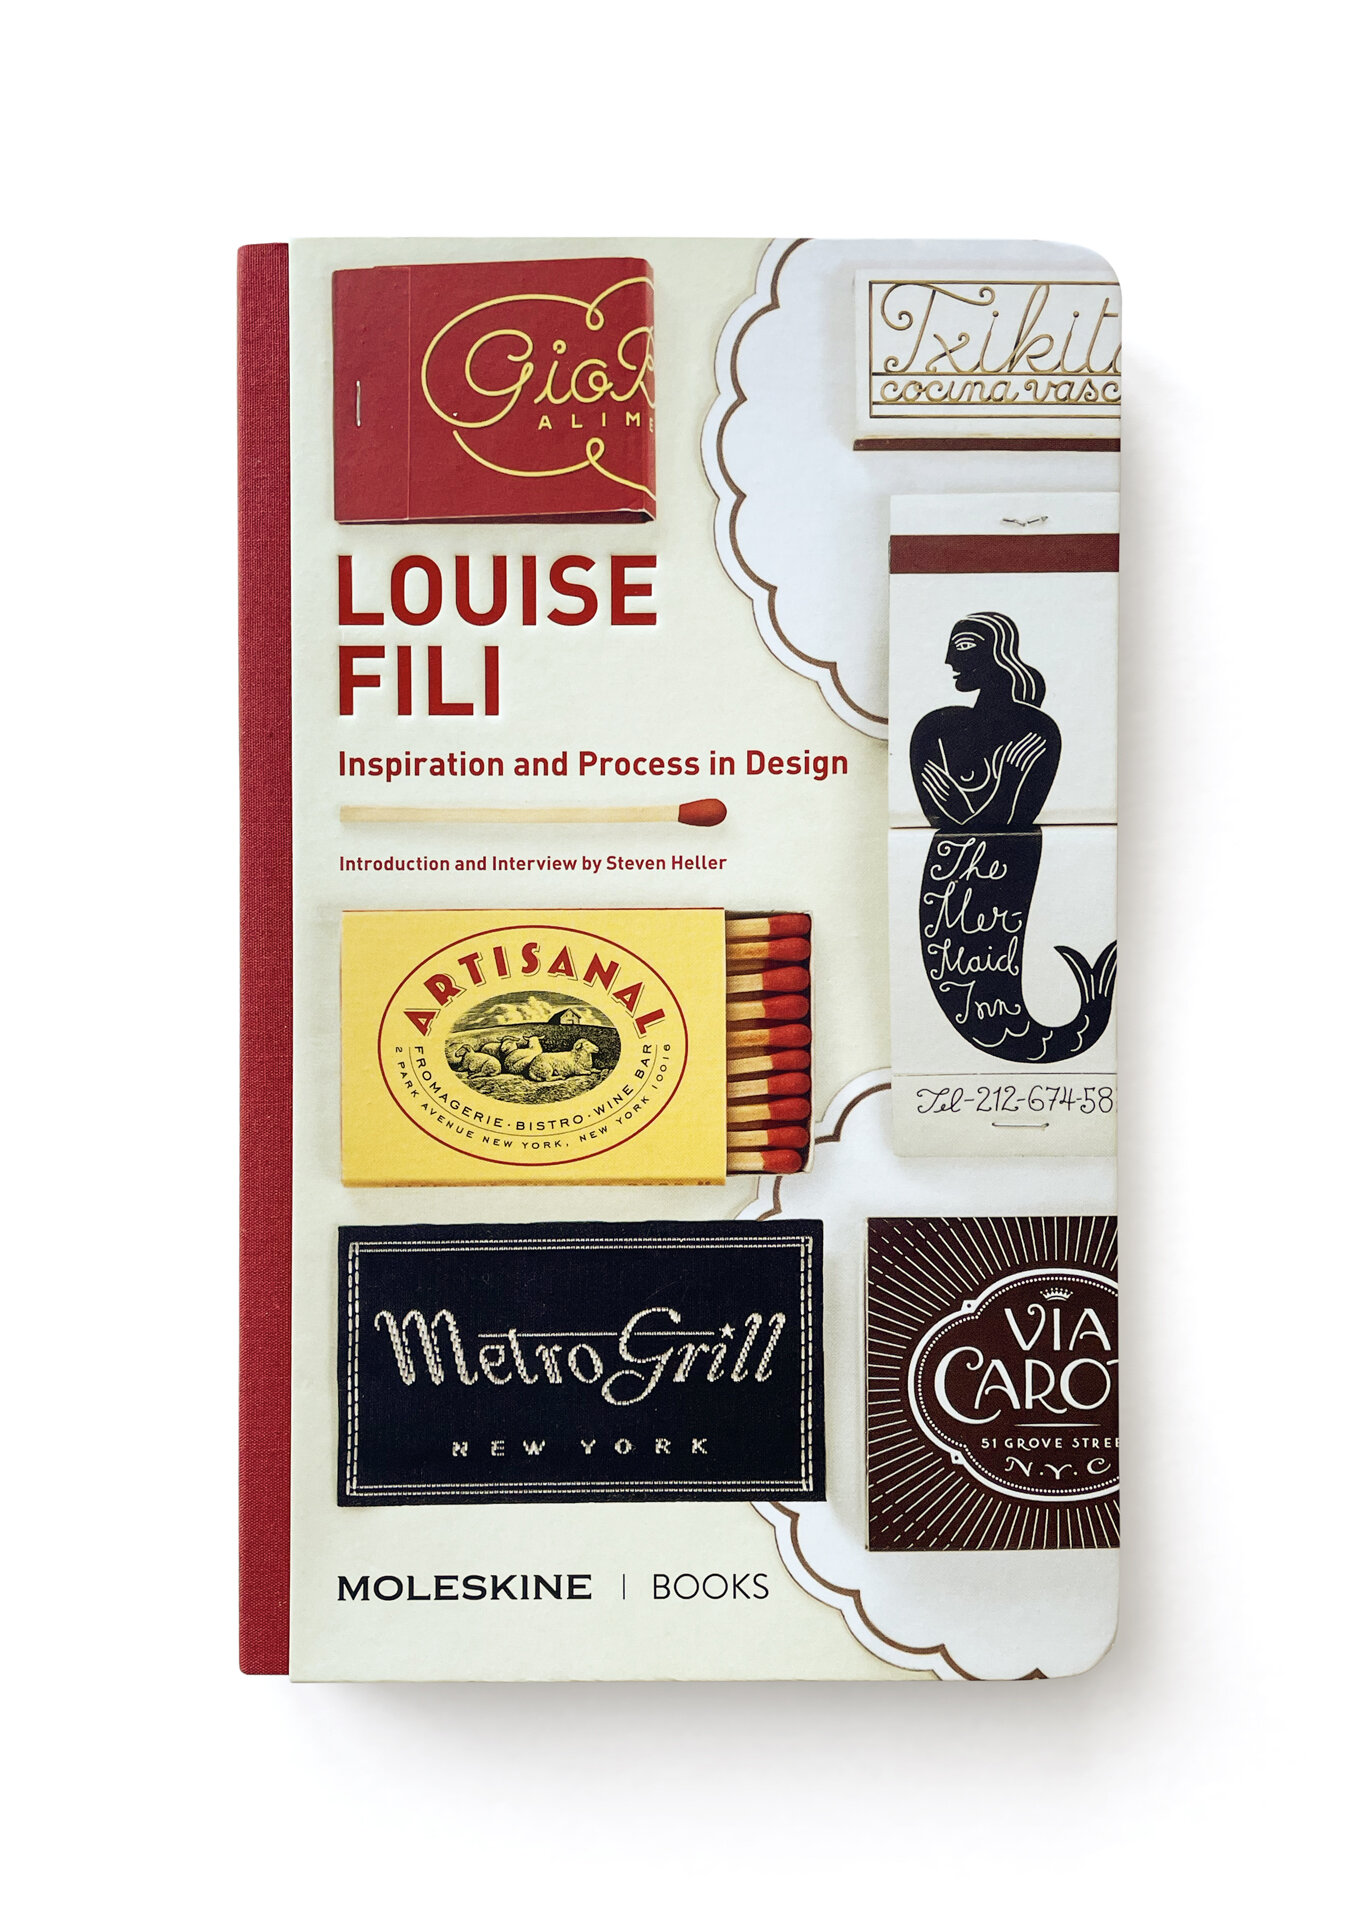 ALIME
LOUISE
FILI
Inspiration and Process in Design
Introduction and Interview by Steven Heller
cocina vasc
The
Mer-
Maid
Inn
Tel-212-674-58
ARTISANAL
FROMAGERIE · BISTRO · WINE BAR
2 PARK AVENUE NEW YORK, NEW YORK 10016
Metro Grill
NEW YORK
VIA
CARO
51 GROVE STREE
N.Y.C
MOLESKINE | BOOKS